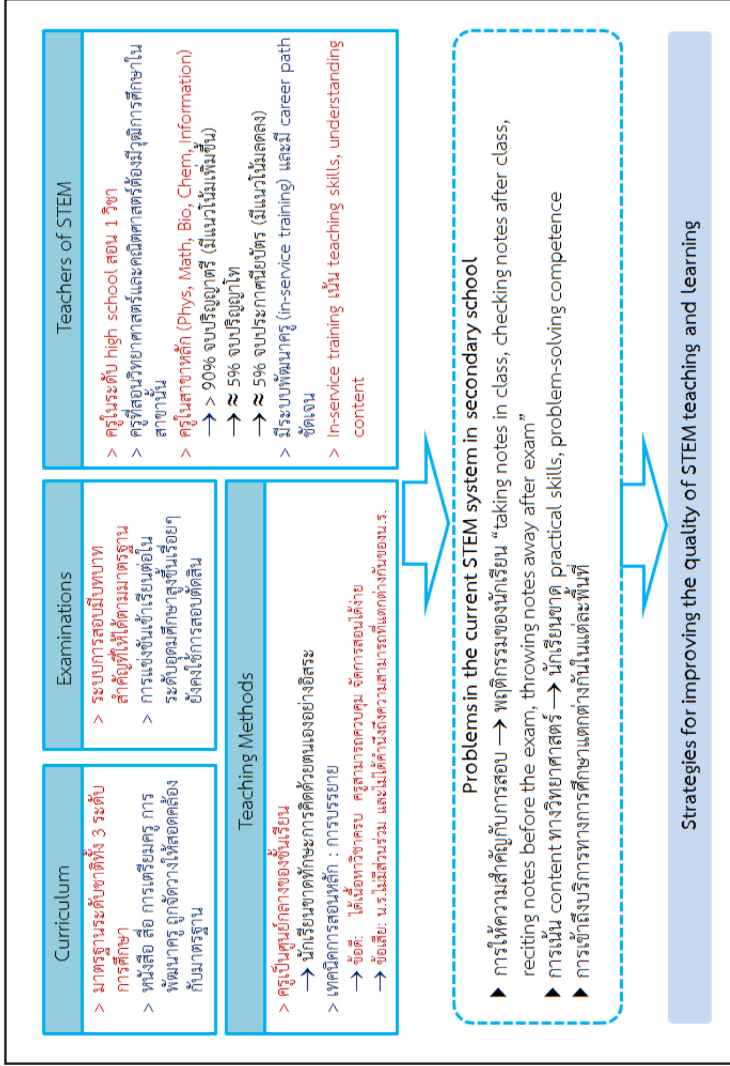 Curriculum
> มาตรฐานระดับชาติทั้ง 3 ระดับ
การศึกษา
> หนังสือ สื่อ การเตรียมครู การ
พัฒนาครู ถูกจัดวางให้สอดคล้อง
กับมาตรฐาน
Examinations
> ระบบการสอบมีบทบาท
สำคัญที่ให้ได้ตามมาตรฐาน
> การแข่งขันเข้าเรียนต่อใน
ระดับอุดมศึกษาสูงขึ้นเรื่อยๆ
ยังคงใช้การสอบตัดสิน
Teaching Methods
> ครูเป็นศูนย์กลางของชั้นเรียน
→ นักเรียนขาดทักษะการคิดด้วยตนเองอย่างอิสระ
> เทคนิคการสอนหลัก : การบรรยาย
→ ข้อดี: ได้เนื้อหาวิชาครบ ครูสามารถควบคุม จัดการสอนได้ง่าย
→ ข้อเสีย: น.ร.ไม่มีส่วนร่วม และไม่ได้คำนึงถึงความสามารถที่แตกต่างกันของน.ร.
Teachers of STEM
> ครูในระดับ high school สอน 1 วิชา
> ครูที่สอนวิทยาศาสตร์และคณิตศาสตร์ต้องมีวุฒิการศึกษาใน
สาขานั้น
> ครูในสาขาหลัก (Phys, Math, Bio, Chem, Information)
→ > 90% จบปริญญาตรี (มีแนวโน้มเพิ่มขึ้น)
→ ≈ 5% จบปริญญาโท
→ ≈ 5% จบประกาศนียบัตร (มีแนวโน้มลดลง)
> มีระบบพัฒนาครู (in-service training) และมี career path
ชัดเจน
> In-service training เน้น teaching skills, understanding
content
Problems in the current STEM system in secondary school
▶ การให้ความสำคัญกับการสอบ → พฤติกรรมของนักเรียน “taking notes in class, checking notes after class,
reciting notes before the exam, throwing notes away after exam”
▶ การเน้น content ทางวิทยาศาสตร์ → นักเรียนขาด practical skills, problem-solving competence
▶ การเข้าถึงบริการทางการศึกษาแตกต่างกันในแต่ละพื้นที่
Strategies for improving the quality of STEM teaching and learning